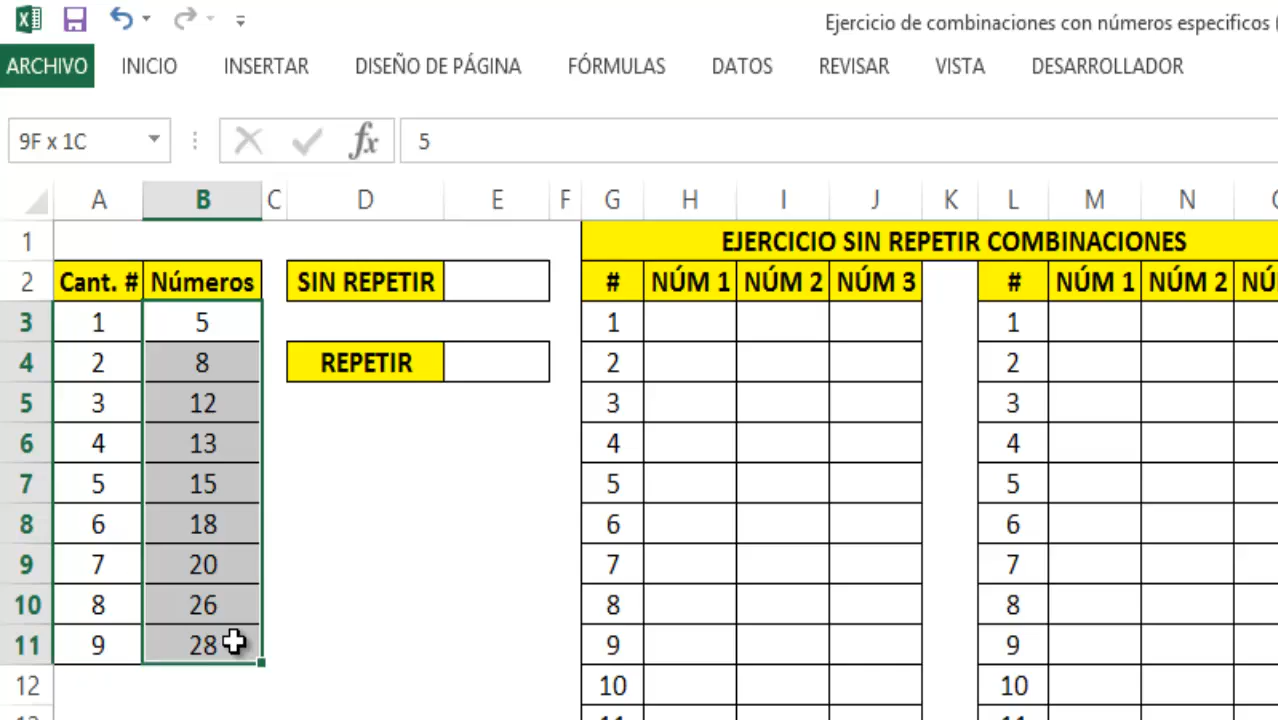 Ejercicio de combinaciones con números especificos (
ARCHIVO INICIO INSERTAR DISEÑO DE PÁGINA FÓRMULAS DATOS REVISAR VISTA DESARROLLADOR
9F x 1C fx 5
A B C D E F G H I J K L M N
1 EJERCICIO SIN REPETIR COMBINACIONES
2 Cant. # Números SIN REPETIR # NÚM 1 NÚM 2 NÚM 3 # NÚM 1 NÚM 2 NÚ
3 1 5 1 1
4 2 8 REPETIR 2 2
5 3 12 3 3
6 4 13 4 4
7 5 15 5 5
8 6 18 6 6
9 7 20 7 7
10 8 26 8 8
11 9 28 9 9
12 10 10